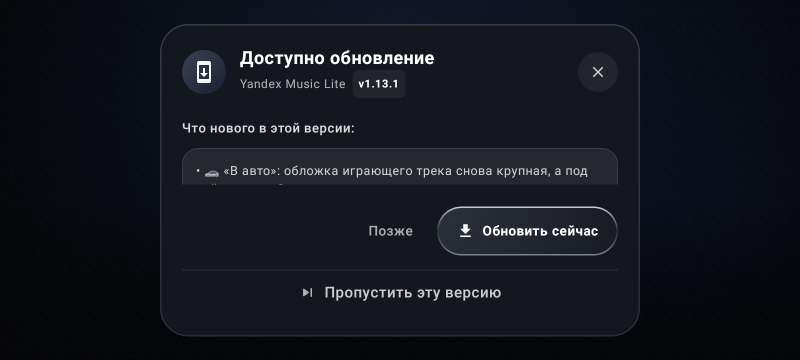 Доступно обновление
Yandex Music Lite v1.13.1
Что нового в этой версии:
• 🚗 «В авто»: обложка играющего трека снова крупная, а под
Позже
Обновить сейчас
Пропустить эту версию